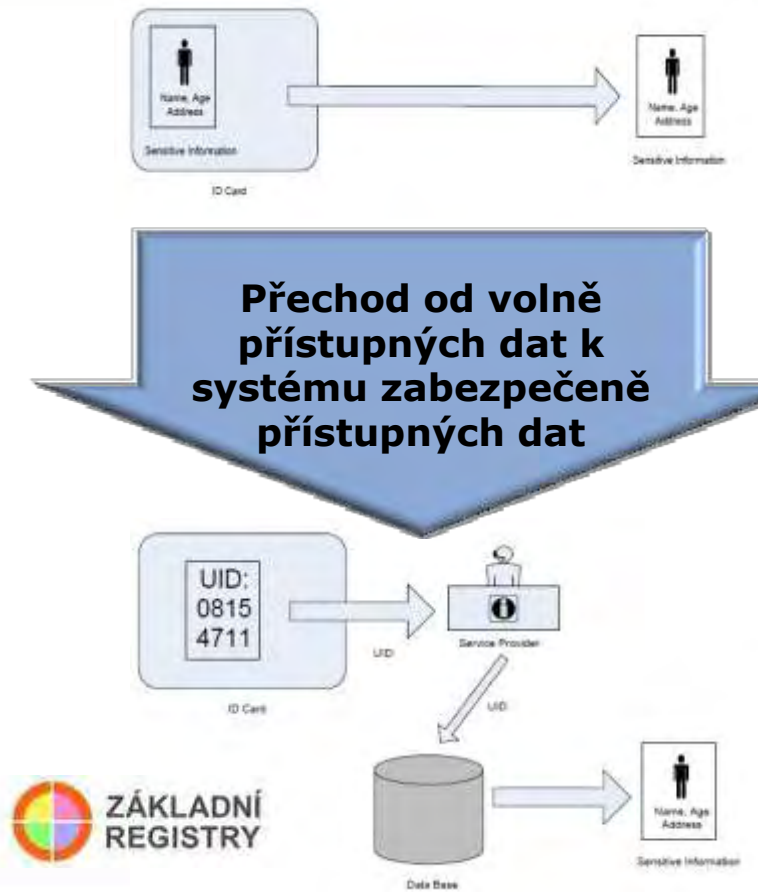 Name, Age
Address
Sensitive Information
ID Card
Name, Age
Address
Sensitive Information
Přechod od volně
přístupných dat k
systému zabezpečeně
přístupných dat
UID:
0815
4711
ID Card
UID
Service Provider
UID
Data Base
Name, Age
Address
Sensitive Information
ZÁKLADNÍ
REGISTRY